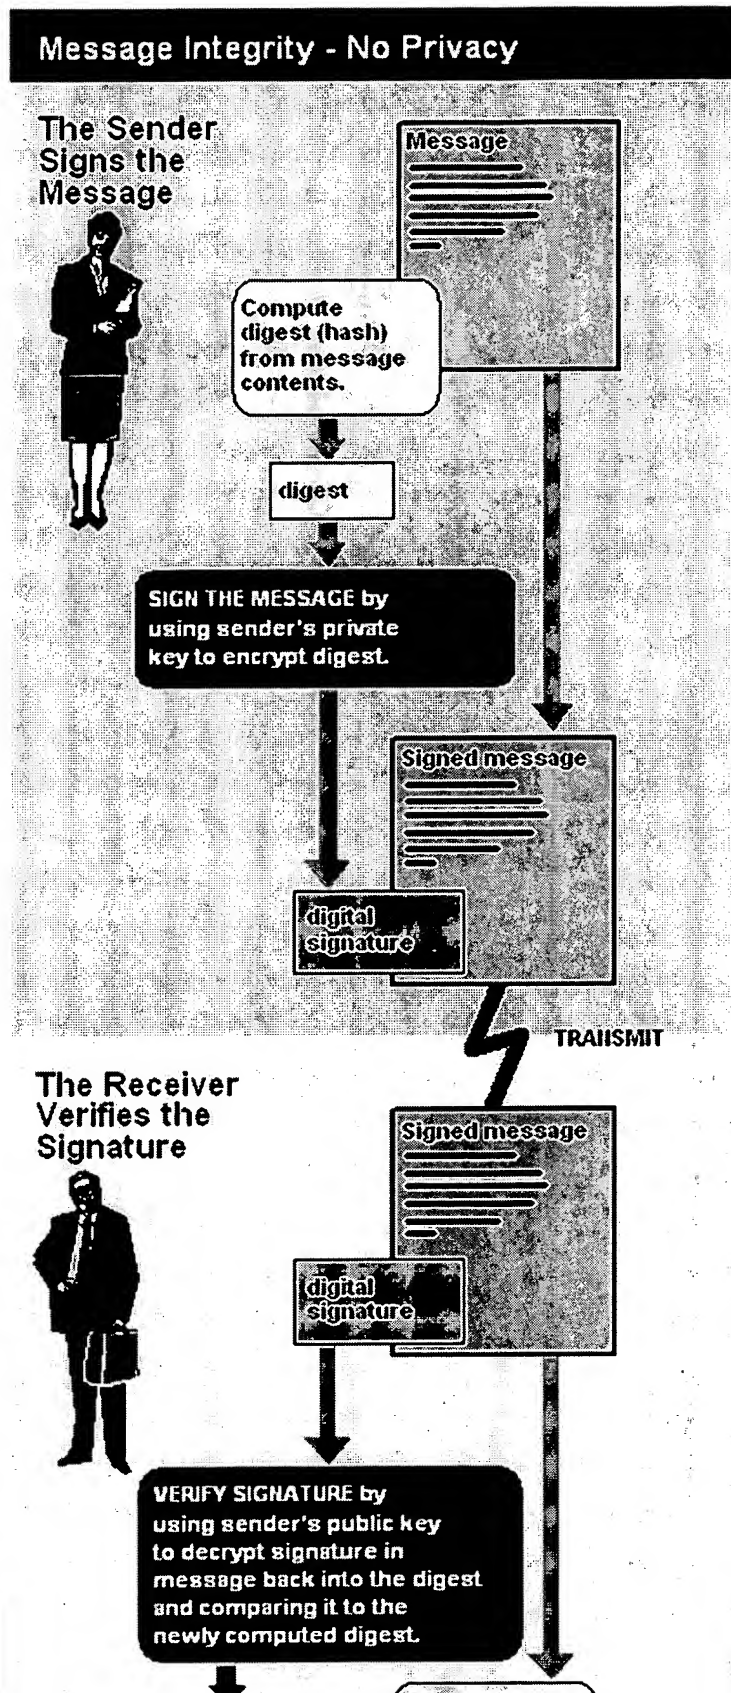 Message Integrity - No Privacy
The Sender
Signs the
Message
Message
Compute
digest (hash)
from message
contents.
digest
SIGN THE MESSAGE by
using sender's private
key to encrypt digest.
Signed message
digital
signature
TRANSMIT
The Receiver
Verifies the
Signature
Signed message
digital
signature
VERIFY SIGNATURE by
using sender's public key
to decrypt signature in
message back into the digest
and comparing it to the
newly computed digest.